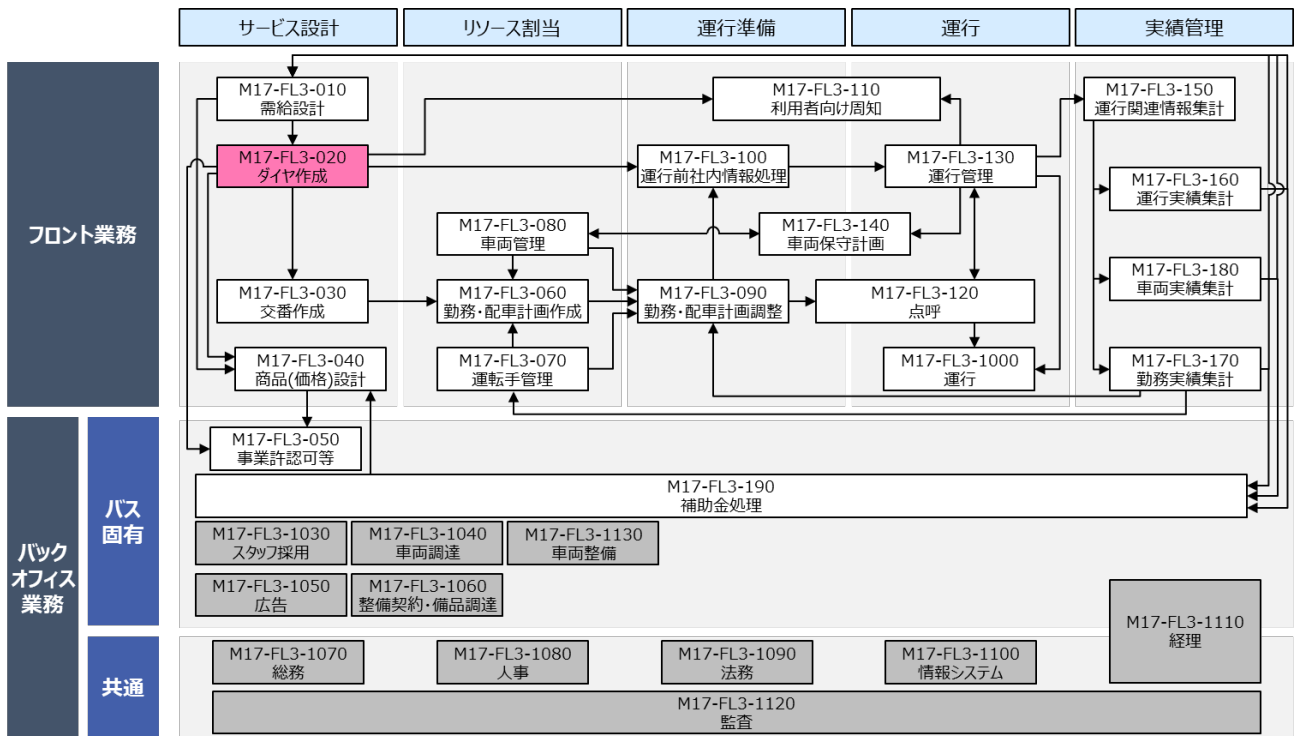 サービス設計
リソース割当
運行準備
運行
実績管理
フロント業務
M17-FL3-010
需給設計
M17-FL3-110
利用者向け周知
M17-FL3-150
運行関連情報集計
M17-FL3-020
ダイヤ作成
M17-FL3-100
運行前社内情報処理
M17-FL3-130
運行管理
M17-FL3-160
運行実績集計
M17-FL3-080
車両管理
M17-FL3-140
車両保守計画
M17-FL3-180
車両実績集計
M17-FL3-030
交番作成
M17-FL3-060
勤務・配車計画作成
M17-FL3-090
勤務・配車計画調整
M17-FL3-120
点呼
M17-FL3-040
商品(価格)設計
M17-FL3-070
運転手管理
M17-FL3-1000
運行
M17-FL3-170
勤務実績集計
バック
オフィス
業務
バス
固有
M17-FL3-050
事業許認可等
M17-FL3-190
補助金処理
M17-FL3-1030
スタッフ採用
M17-FL3-1040
車両調達
M17-FL3-1130
車両整備
M17-FL3-1050
広告
M17-FL3-1060
整備契約・備品調達
M17-FL3-1110
経理
共通
M17-FL3-1070
総務
M17-FL3-1080
人事
M17-FL3-1090
法務
M17-FL3-1100
情報システム
M17-FL3-1120
監査